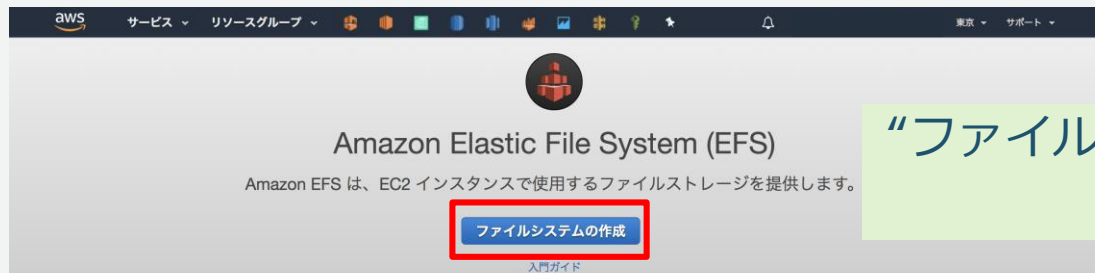 aws サービス リソースグループ 東京 サポート
Amazon Elastic File System (EFS)
Amazon EFS は、EC2 インスタンスで使用するファイルストレージを提供します。
ファイルシステムの作成
入門ガイド
“ファイル